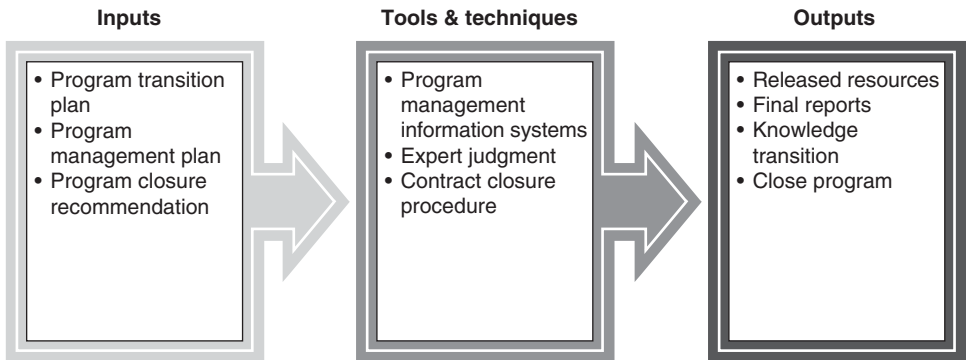 Inputs
• Program transition
plan
• Program
management plan
• Program closure
recommendation
Tools & techniques
• Program
management
information systems
• Expert judgment
• Contract closure
procedure
Outputs
• Released resources
• Final reports
• Knowledge
transition
• Close program